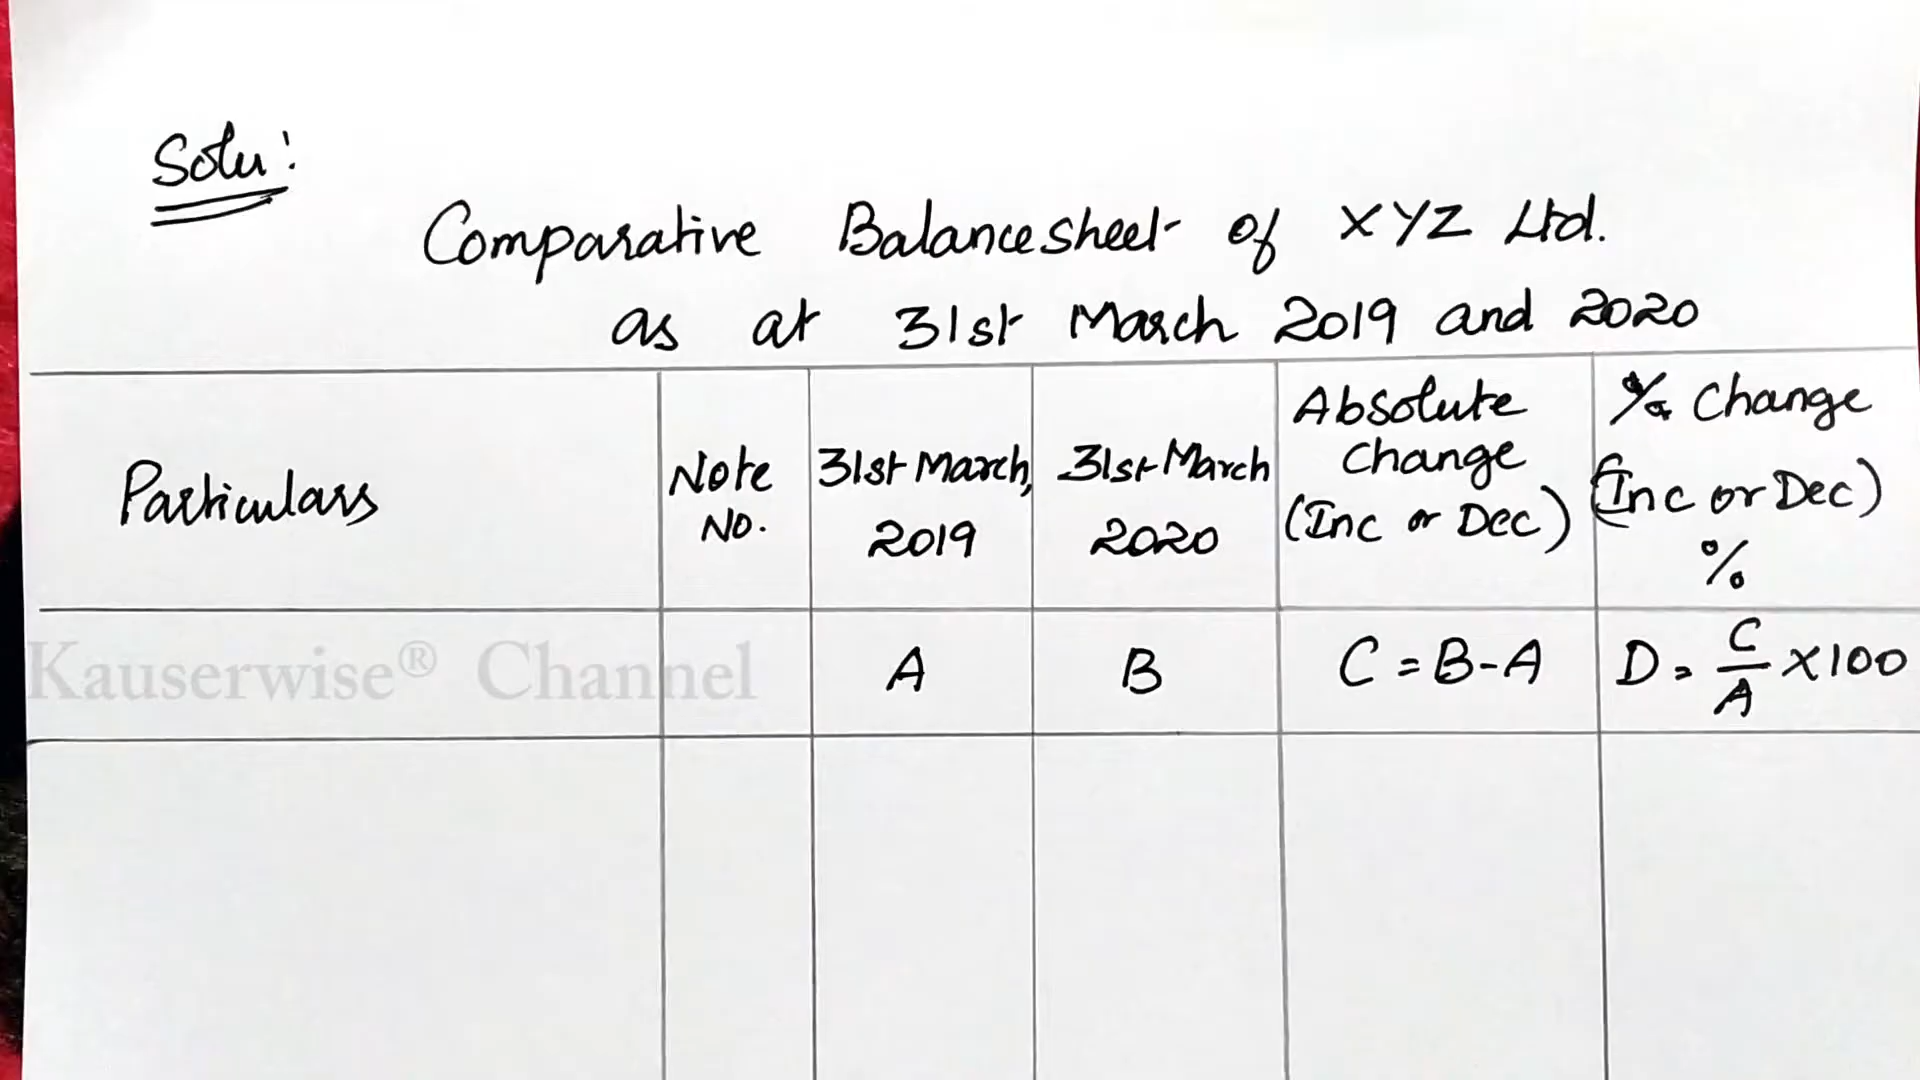 Solu:
Comparative Balancesheet of XYZ Ltd.
as at 31st March 2019 and 2020
Particulars
Note No.
31st March, 2019
31st March 2020
Absolute Change (Inc or Dec)
% Change (Inc or Dec) %
Kauserwise® Channel
A
B
C = B-A
D = C/A X100